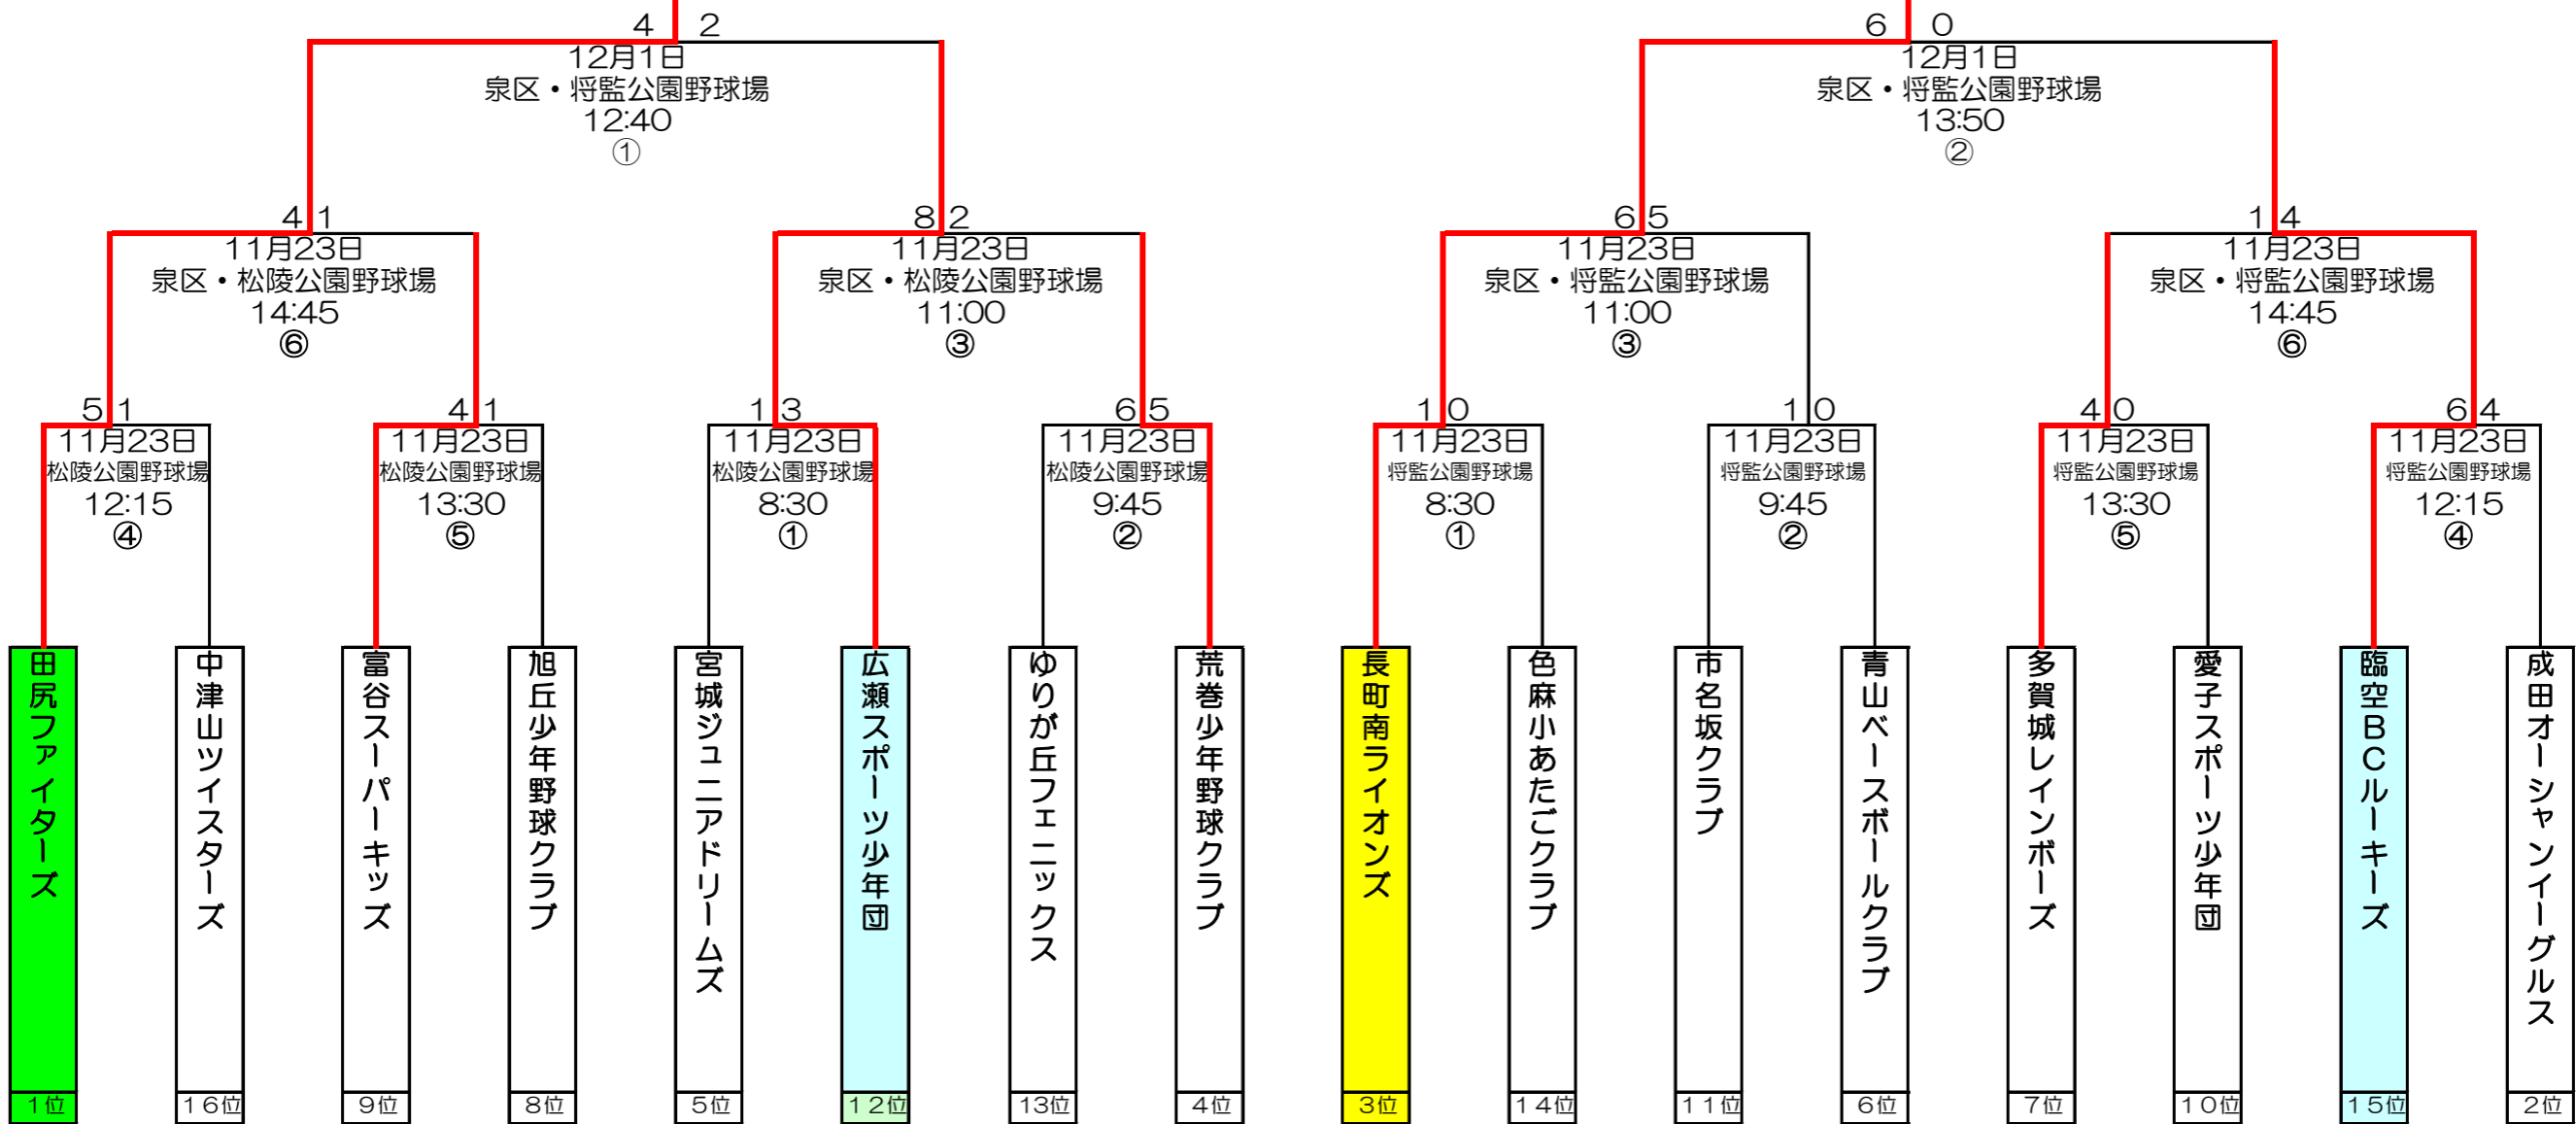 4 2
12月1日
泉区・将監公園野球場
12:40
①
6 0
12月1日
泉区・将監公園野球場
13:50
②
4 1
11月23日
泉区・松陵公園野球場
14:45
⑥
8 2
11月23日
泉区・松陵公園野球場
11:00
③
6 5
11月23日
泉区・将監公園野球場
11:00
③
1 4
11月23日
泉区・将監公園野球場
14:45
⑥
5 1
11月23日
松陵公園野球場
12:15
④
4 1
11月23日
松陵公園野球場
13:30
⑤
1 3
11月23日
松陵公園野球場
8:30
①
6 5
11月23日
松陵公園野球場
9:45
②
1 0
11月23日
将監公園野球場
8:30
①
1 0
11月23日
将監公園野球場
9:45
②
4 0
11月23日
将監公園野球場
13:30
⑤
6 4
11月23日
将監公園野球場
12:15
④
田尻ファイターズ
1位
中津山ツイスターズ
16位
富谷スーパーキッズ
9位
旭丘少年野球クラブ
8位
宮城ジュニアドリームズ
5位
広瀬スポーツ少年団
12位
ゆりが丘フェニックス
13位
荒巻少年野球クラブ
4位
長町南ライオンズ
3位
色麻小あたごクラブ
14位
市名坂クラブ
11位
青山ベースボールクラブ
6位
多賀城レインボーズ
7位
愛子スポーツ少年団
10位
臨空BCルーキーズ
15位
成田オーシャンイーグルス
2位